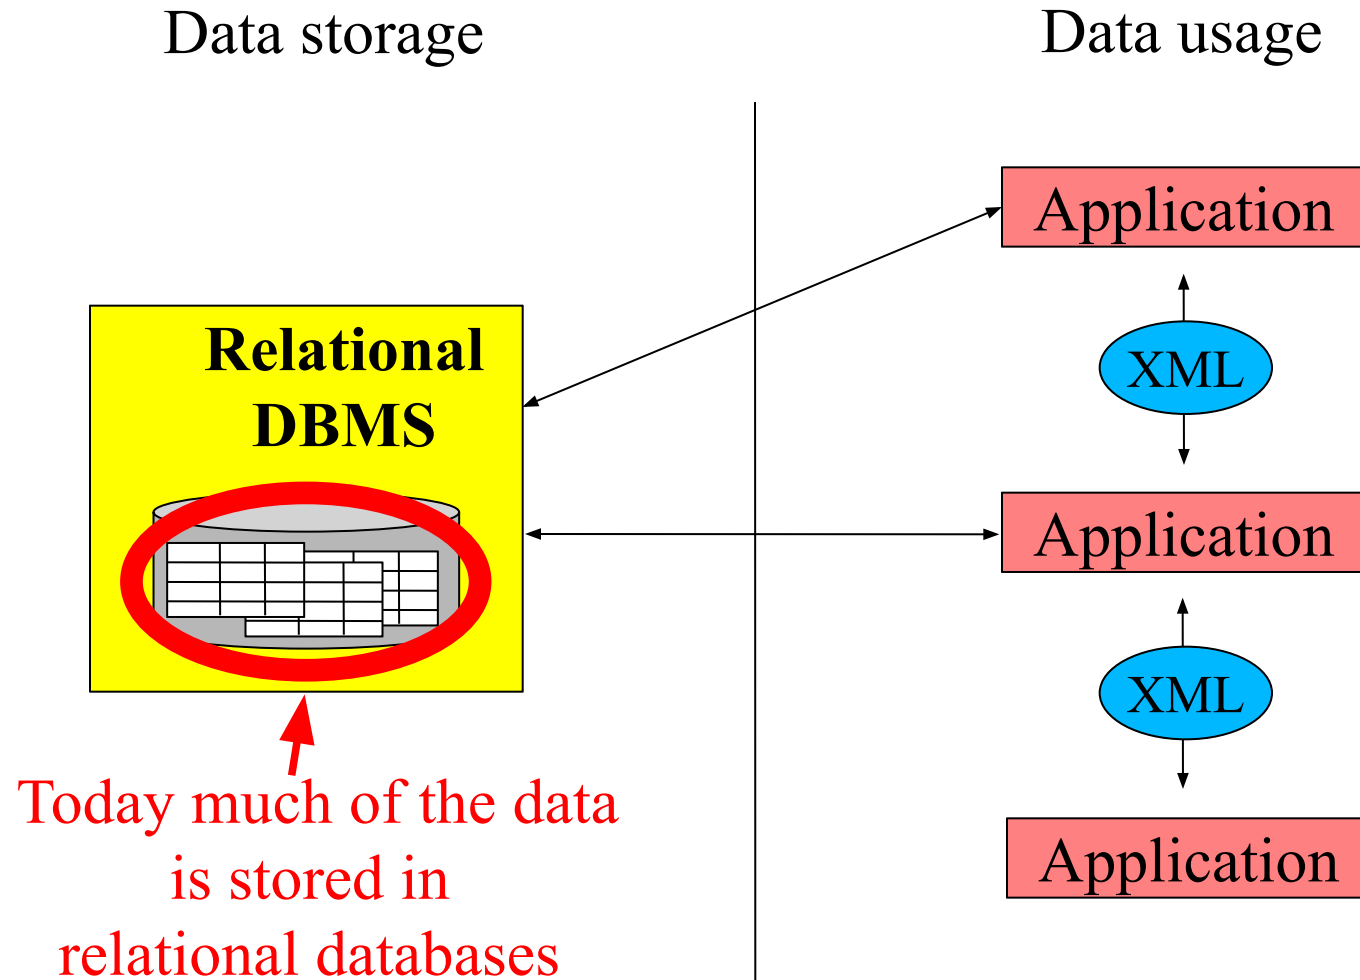 Data storage
Data usage
Application
Relational
DBMS
XML
Application
XML
Today much of the data
is stored in
relational databases
Application